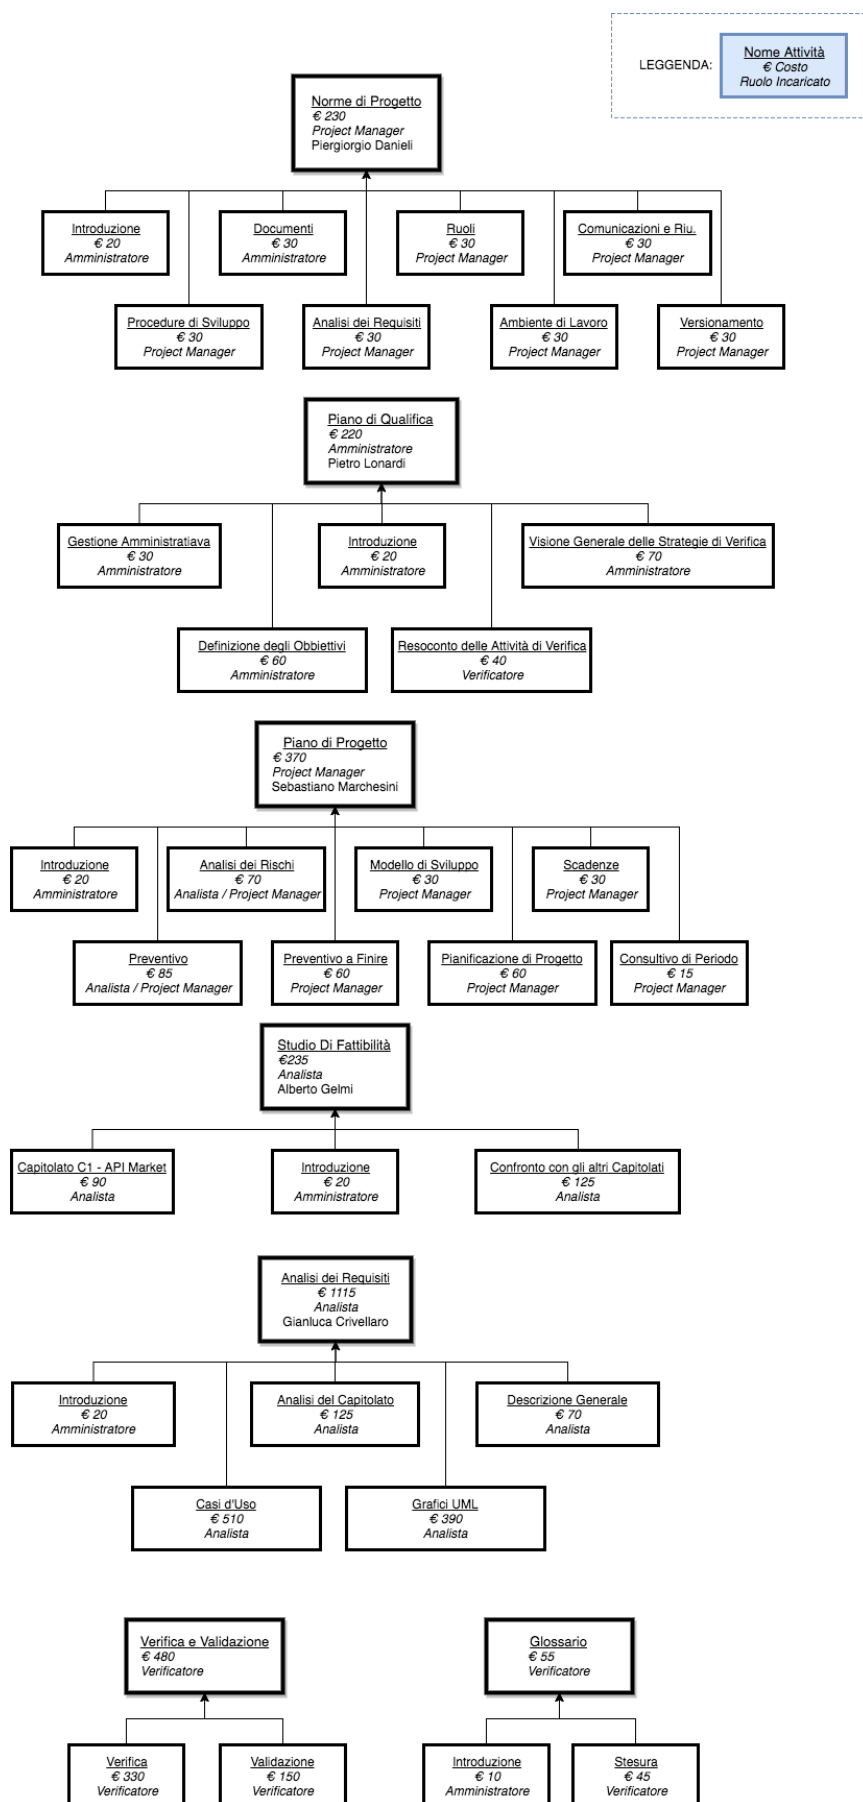 LEGGENDA:
Nome Attività
€ Costo
Ruolo Incaricato
Norme di Progetto
€ 230
Project Manager
Piergiorgio Danieli
Introduzione
€ 20
Amministratore
Documenti
€ 30
Amministratore
Ruoli
€ 30
Project Manager
Comunicazioni e Riu.
€ 30
Project Manager
Procedure di Sviluppo
€ 30
Project Manager
Analisi dei Requisiti
€ 30
Project Manager
Ambiente di Lavoro
€ 30
Project Manager
Versionamento
€ 30
Project Manager
Piano di Qualifica
€ 220
Amministratore
Pietro Lonardi
Gestione Amministratiava
€ 30
Amministratore
Introduzione
€ 20
Amministratore
Visione Generale delle Strategie di Verifica
€ 70
Amministratore
Definizione degli Obbiettivi
€ 60
Amministratore
Resoconto delle Attività di Verifica
€ 40
Verificatore
Piano di Progetto
€ 370
Project Manager
Sebastiano Marchesini
Introduzione
€ 20
Amministratore
Analisi dei Rischi
€ 70
Analista / Project Manager
Modello di Sviluppo
€ 30
Project Manager
Scadenze
€ 30
Project Manager
Preventivo
€ 85
Analista / Project Manager
Preventivo a Finire
€ 60
Project Manager
Pianificazione di Progetto
€ 60
Project Manager
Consultivo di Periodo
€ 15
Project Manager
Studio Di Fattibilità
€235
Analista
Alberto Gelmi
Capitolato C1 - API Market
€ 90
Analista
Introduzione
€ 20
Amministratore
Confronto con gli altri Capitolati
€ 125
Analista
Analisi dei Requisiti
€ 1115
Analista
Gianluca Crivellaro
Introduzione
€ 20
Amministratore
Analisi del Capitolato
€ 125
Analista
Descrizione Generale
€ 70
Analista
Casi d'Uso
€ 510
Analista
Grafici UML
€ 390
Analista
Verifica e Validazione
€ 480
Verificatore
Glossario
€ 55
Verificatore
Verifica
€ 330
Verificatore
Validazione
€ 150
Verificatore
Introduzione
€ 10
Amministratore
Stesura
€ 45
Verificatore